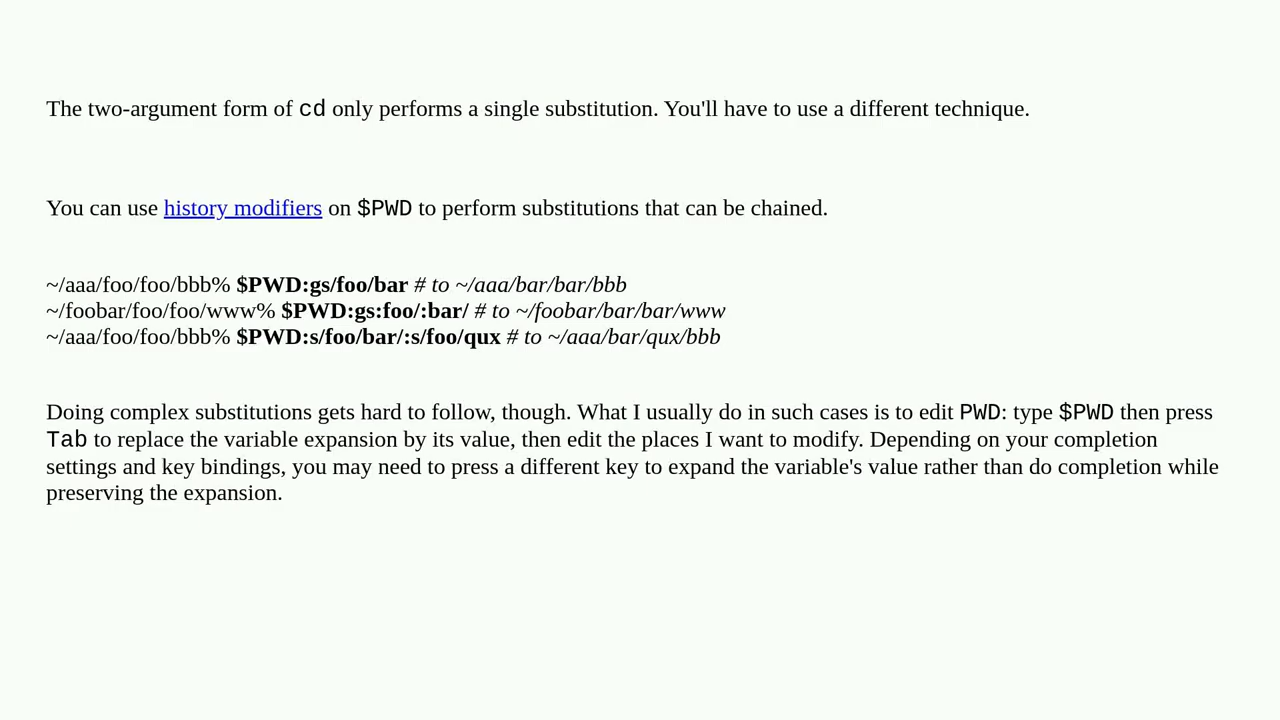 The two-argument form of cd only performs a single substitution. You'll have to use a different technique.
You can use history modifiers on $PWD to perform substitutions that can be chained.
~/aaa/foo/foo/bbb% $PWD:gs/foo/bar # to ~/aaa/bar/bar/bbb
~/foobar/foo/foo/www% $PWD:gs:foo/:bar/ # to ~/foobar/bar/bar/www
~/aaa/foo/foo/bbb% $PWD:s/foo/bar/:s/foo/qux # to ~/aaa/bar/qux/bbb
Doing complex substitutions gets hard to follow, though. What I usually do in such cases is to edit PWD: type $PWD then press
Tab to replace the variable expansion by its value, then edit the places I want to modify. Depending on your completion
settings and key bindings, you may need to press a different key to expand the variable's value rather than do completion while
preserving the expansion.